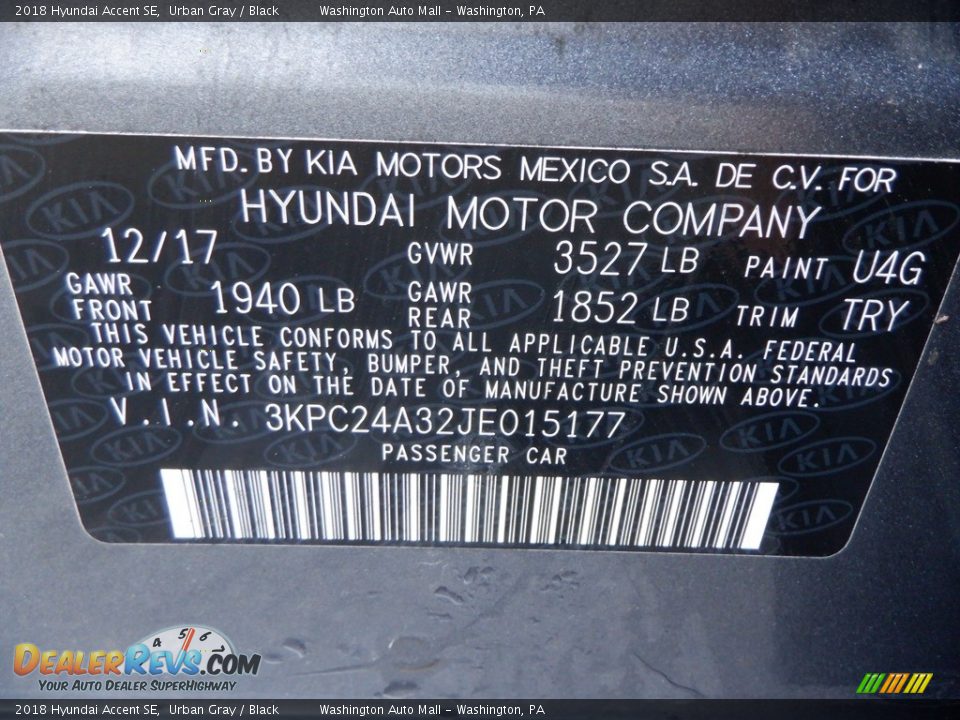 2018 Hyundai Accent SE, Urban Gray / Black Washington Auto Mall - Washington, PA
MFD. BY KIA MOTORS MEXICO S.A. DE C.V. FOR
HYUNDAI MOTOR COMPANY
12/17 GVWR 3527 LB PAINT U4G
GAWR FRONT 1940 LB GAWR REAR 1852 LB TRIM TRY
THIS VEHICLE CONFORMS TO ALL APPLICABLE U.S.A. FEDERAL
MOTOR VEHICLE SAFETY, BUMPER, AND THEFT PREVENTION STANDARDS
IN EFFECT ON THE DATE OF MANUFACTURE SHOWN ABOVE.
V.I.N. 3KPC24A32JE015177
PASSENGER CAR
4 5 6
DEALERREVS.COM
YOUR AUTO DEALER SUPERHIGHWAY
2018 Hyundai Accent SE, Urban Gray / Black Washington Auto Mall - Washington, PA